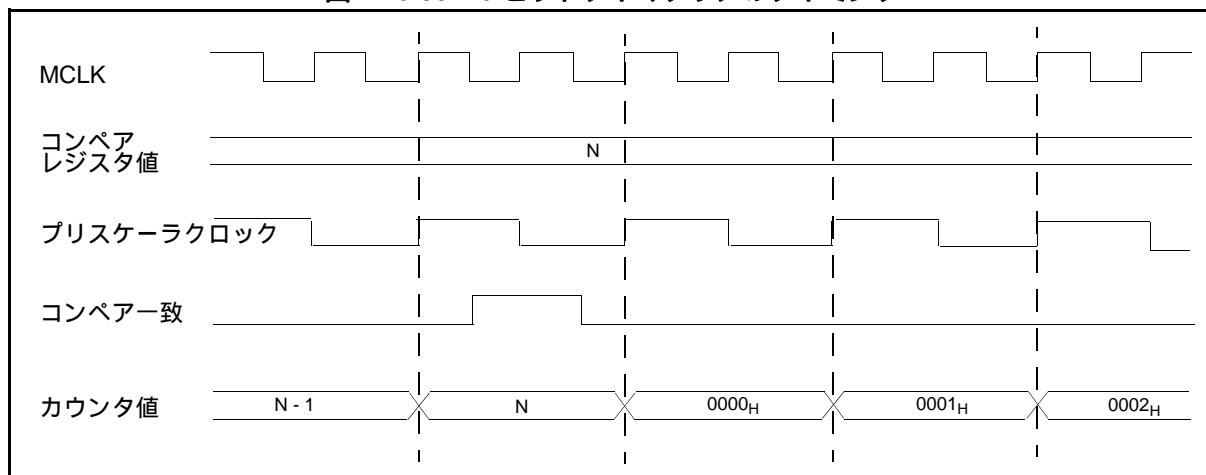 MCLK
コンペア
レジスタ値
N
プリスケーラクロック
コンペア一致
カウンタ値
N - 1
N
0000H
0001H
0002H